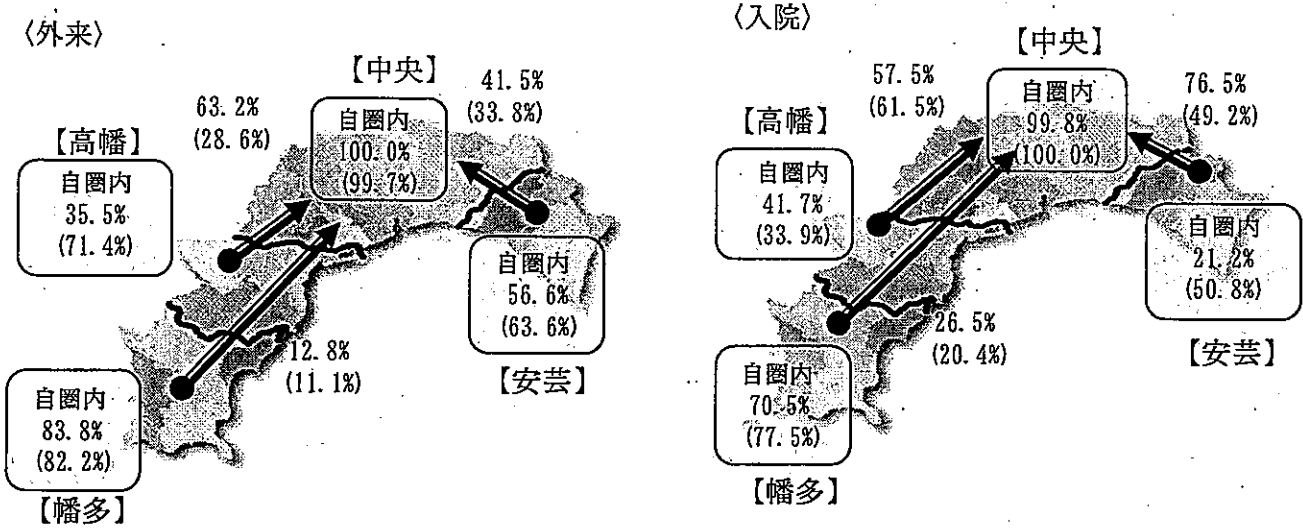 〈外来〉
【中央】
自圏内
100.0%
(99.7%)
41.5%
(33.8%)
63.2%
(28.6%)
【高幡】
自圏内
35.5%
(71.4%)
自圏内
56.6%
(63.6%)
【安芸】
12.8%
(11.1%)
自圏内
83.8%
(82.2%)
【幡多】
〈入院〉
【中央】
自圏内
99.8%
(100.0%)
57.5%
(61.5%)
76.5%
(49.2%)
【高幡】
自圏内
41.7%
(33.9%)
自圏内
21.2%
(50.8%)
【安芸】
26.5%
(20.4%)
自圏内
70.5%
(77.5%)
【幡多】